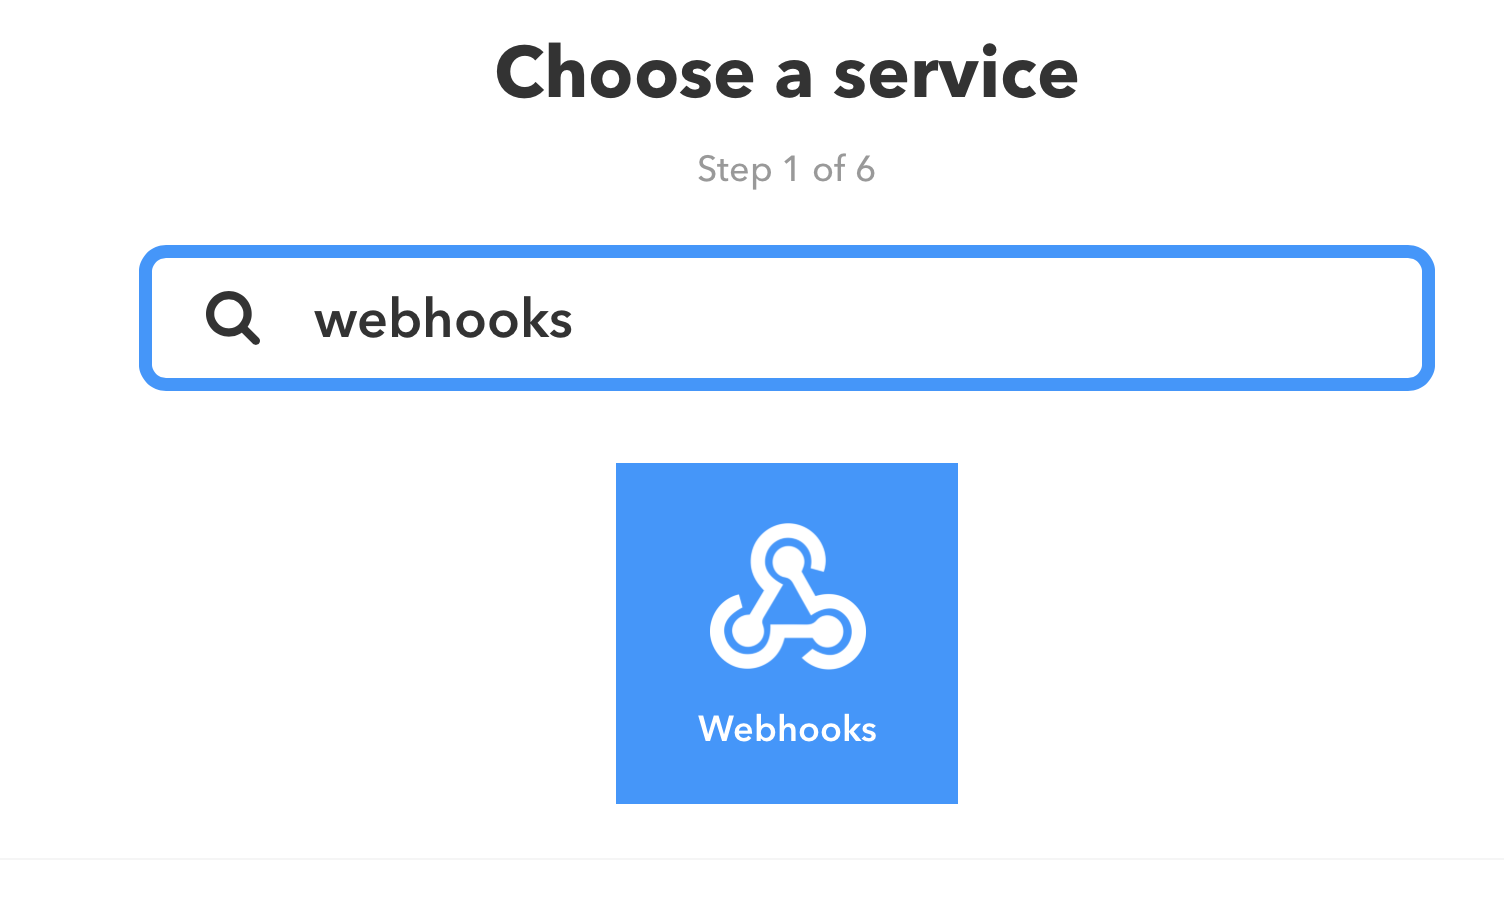 Choose a service
Step 1 of 6
webhooks
Webhooks